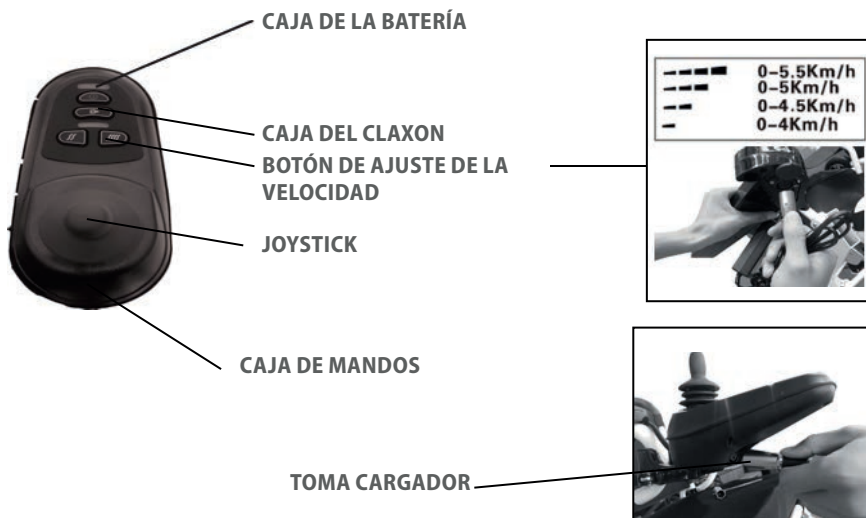 CAJA DE LA BATERÍA
0-5.5Km/h
0-5Km/h
0-4.5Km/h
0-4Km/h
CAJA DEL CLAXON
BOTÓN DE AJUSTE DE LA
VELOCIDAD
JOYSTICK
CAJA DE MANDOS
TOMA CARGADOR